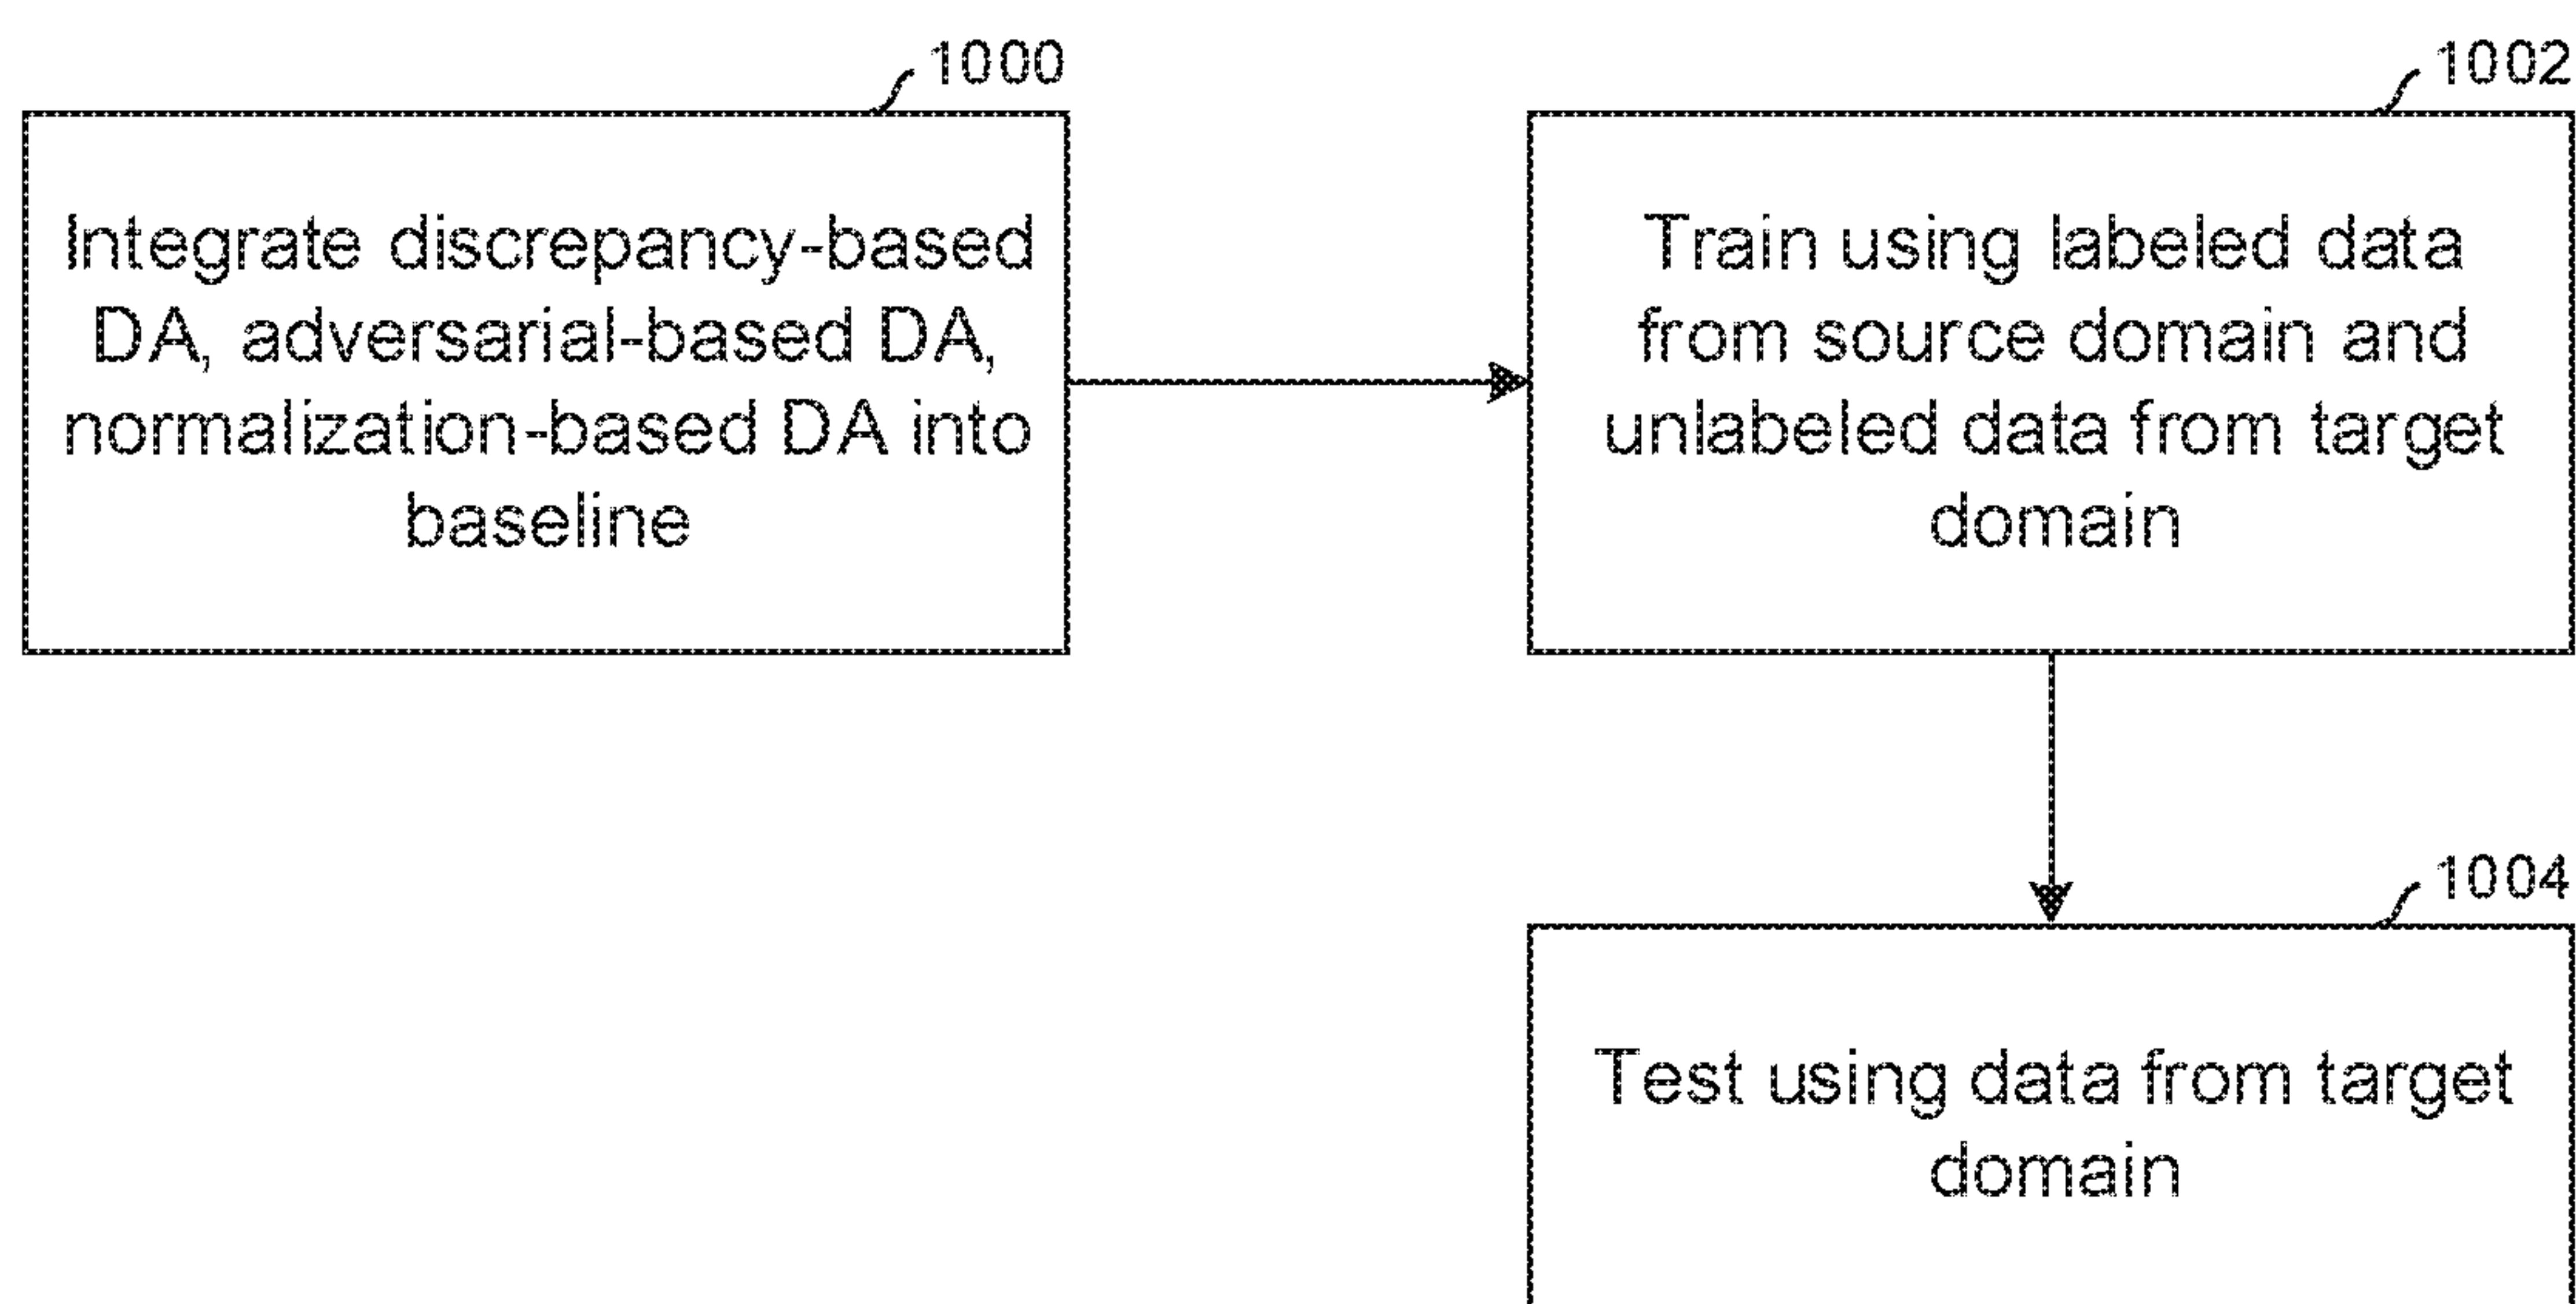 1000
Integrate discrepancy-based
DA, adversarial-based DA,
normalization-based DA into
baseline
1002
Train using labeled data
from source domain and
unlabeled data from target
domain
1004
Test using data from target
domain